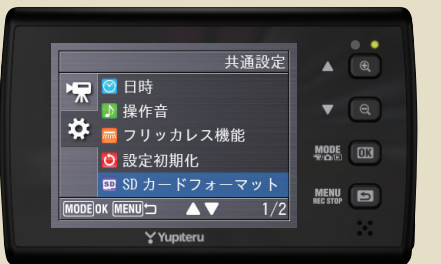 共通設定
日時
操作音
フリッカレス機能
設定初期化
SD SDカードフォーマット
MODE OK MENU 1/2
MODE
OK
MENU
REC STOP
Yupiteru